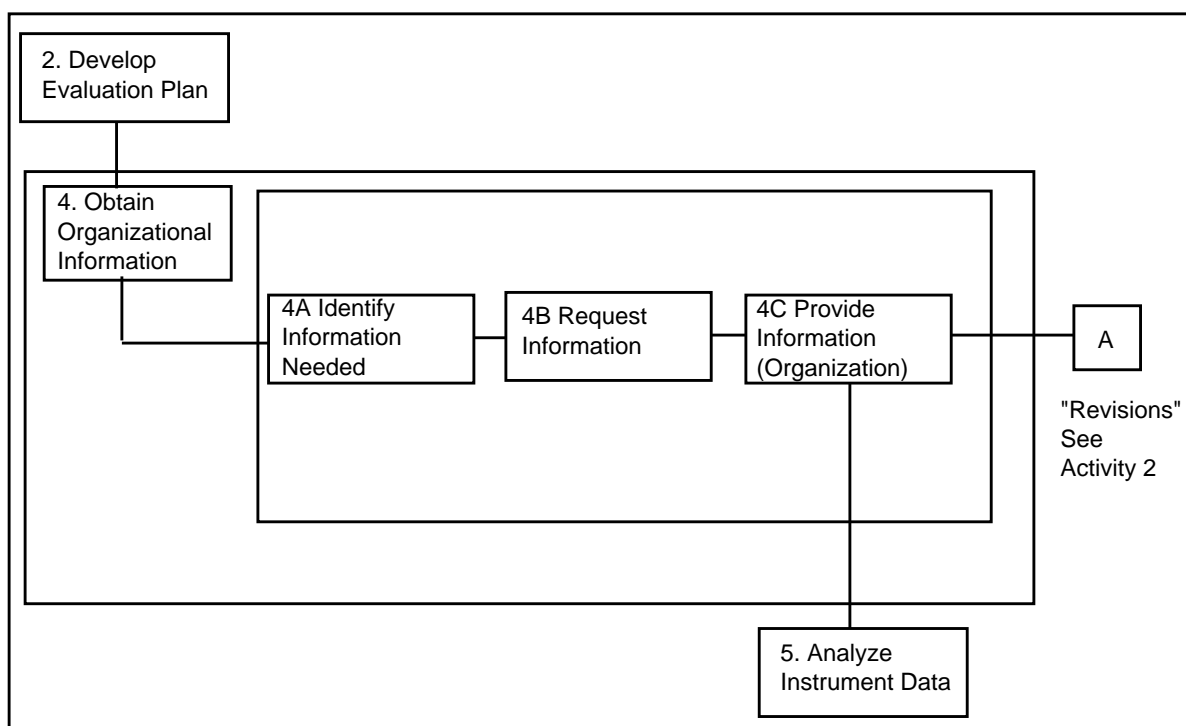 2. Develop
Evaluation Plan
4. Obtain
Organizational
Information
4A Identify
Information
Needed
4B Request
Information
4C Provide
Information
(Organization)
A
"Revisions"
See
Activity 2
5. Analyze
Instrument Data